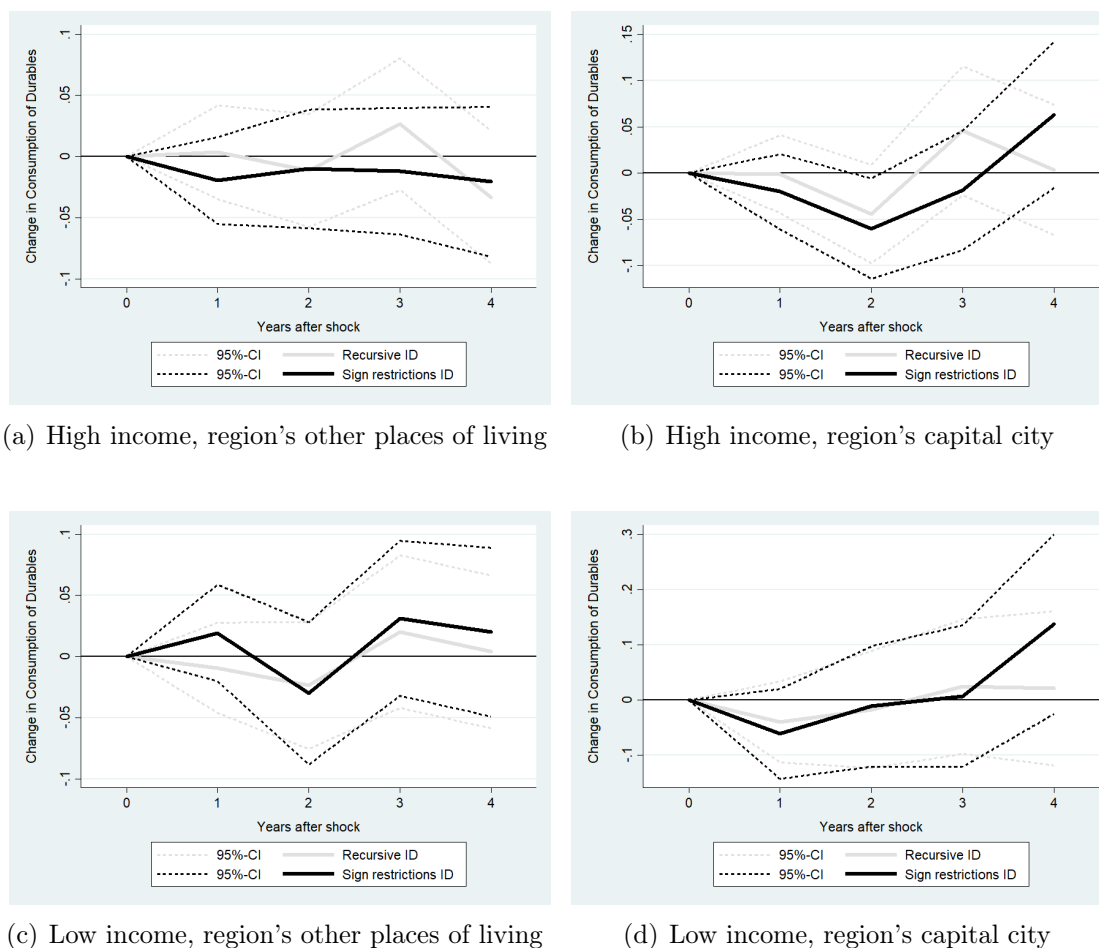 .1
.05
0
-.05
-.1
Change in Consumption of Durables
0 1 2 3 4
Years after shock
95%-CI Recursive ID
95%-CI Sign restrictions ID
(a) High income, region's other places of living
.15
.1
.05
0
-.05
-.1
Change in Consumption of Durables
0 1 2 3 4
Years after shock
95%-CI Recursive ID
95%-CI Sign restrictions ID
(b) High income, region's capital city
.1
.05
0
-.05
-.1
Change in Consumption of Durables
0 1 2 3 4
Years after shock
95%-CI Recursive ID
95%-CI Sign restrictions ID
(c) Low income, region's other places of living
.3
.2
.1
0
-.1
Change in Consumption of Durables
0 1 2 3 4
Years after shock
95%-CI Recursive ID
95%-CI Sign restrictions ID
(d) Low income, region's capital city